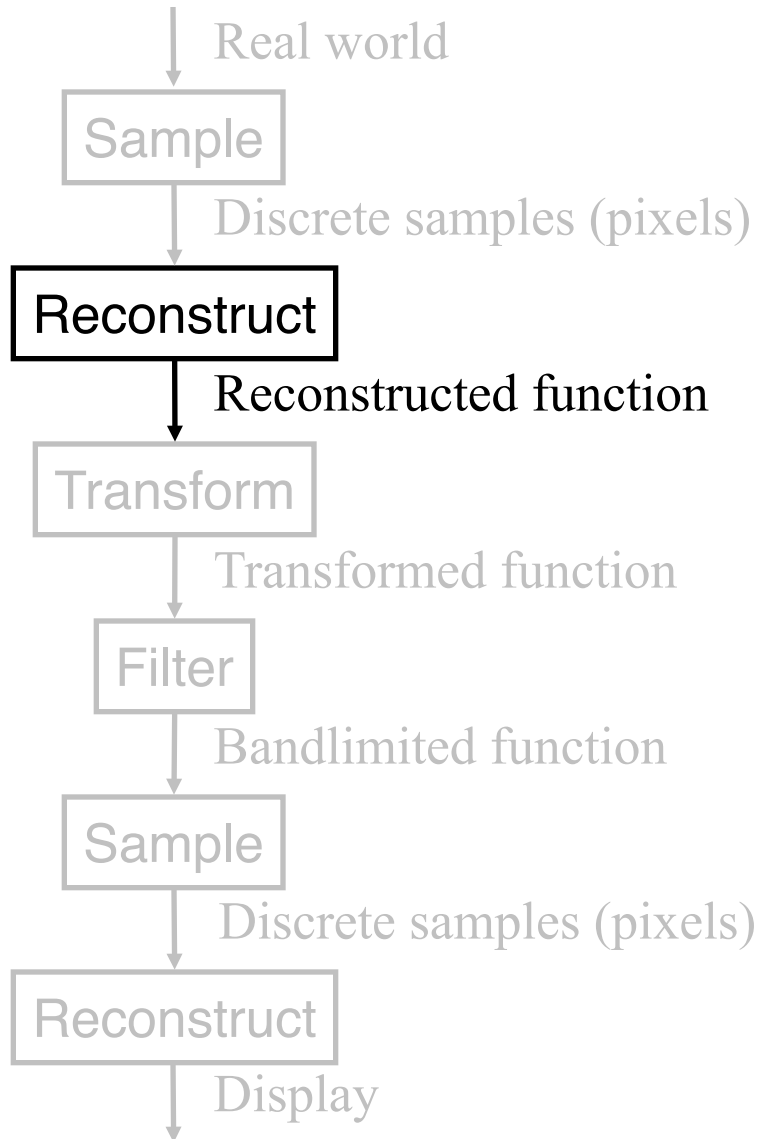 Real world
Sample
Discrete samples (pixels)
Reconstruct
Reconstructed function
Transform
Transformed function
Filter
Bandlimited function
Sample
Discrete samples (pixels)
Reconstruct
Display